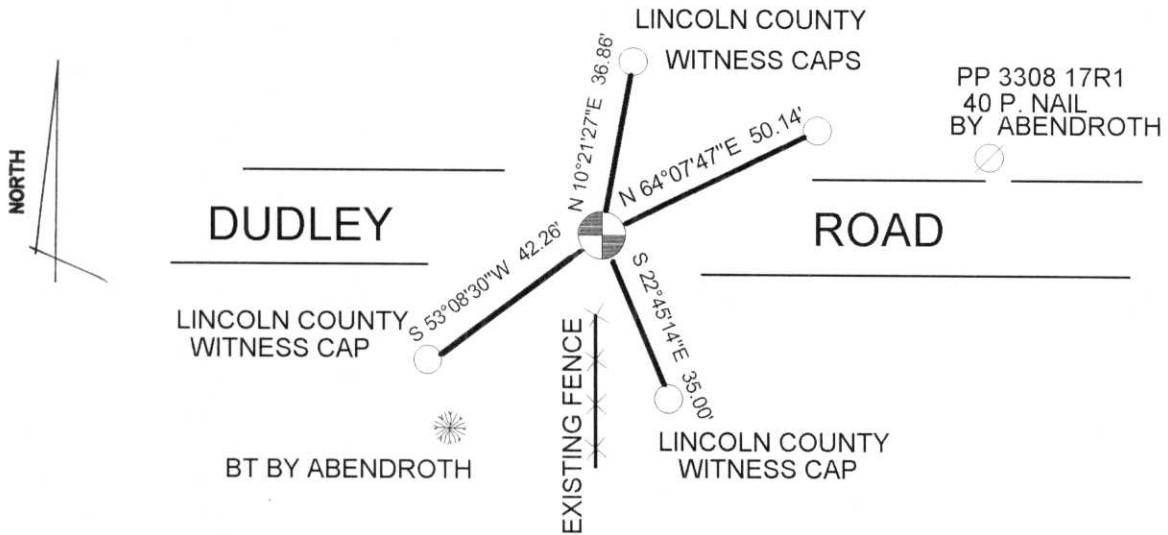 LINCOLN COUNTY
WITNESS CAPS
PP 3308 17R1
40 P. NAIL
BY ABENDROTH
NORTH
N 10°21'27"E 36.86'
N 64°07'47"E 50.14'
DUDLEY
ROAD
S 53°08'30"W 42.26'
S 22°45'14"E 35.00'
LINCOLN COUNTY
WITNESS CAP
EXISTING FENCE
BT BY ABENDROTH
LINCOLN COUNTY
WITNESS CAP